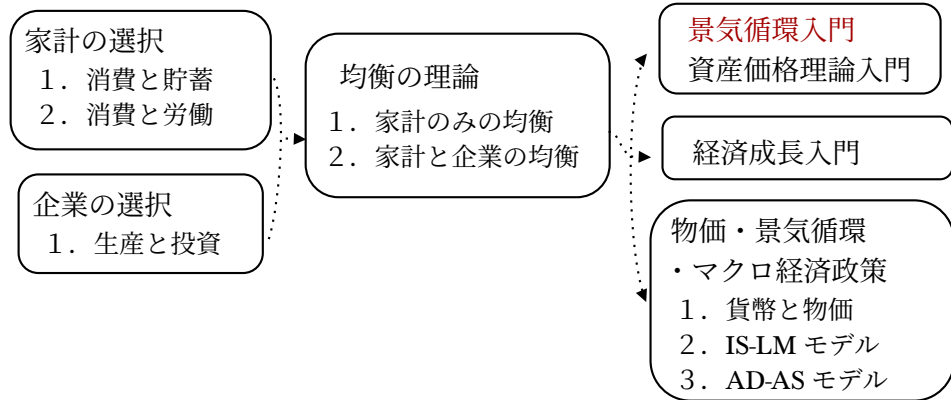 家計の選択
１．消費と貯蓄
２．消費と労働
企業の選択
１．生産と投資
均衡の理論
１．家計のみの均衡
２．家計と企業の均衡
景気循環入門
資産価格理論入門
経済成長入門
物価・景気循環
・マクロ経済政策
１．貨幣と物価
２．IS-LM モデル
３．AD-AS モデル